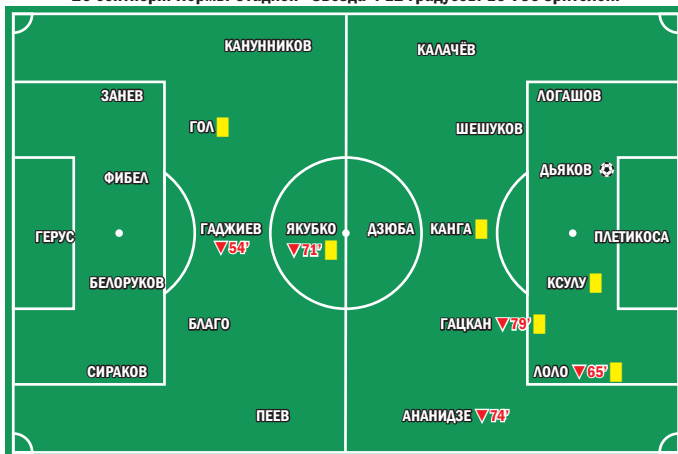 КАНУННИКОВ
КАЛАЧЁВ
ЗАНЕВ
ЛОГАШОВ
ГОЛ
ШЕШУКОВ
ФИБЕЛ
ДЬЯКОВ
ГЕРУС
ГАДЖИЕВ
54'
ЯКУБКО
71'
ДЗЮБА
КАНГА
ПЛЕТИКОСА
БЕЛОРУКОВ
КСУЛУ
БЛАГО
ГАЦКАН 79'
СИРАКОВ
ЛОЛО 65'
ПЕЕВ
АНАНИДЗЕ 74'